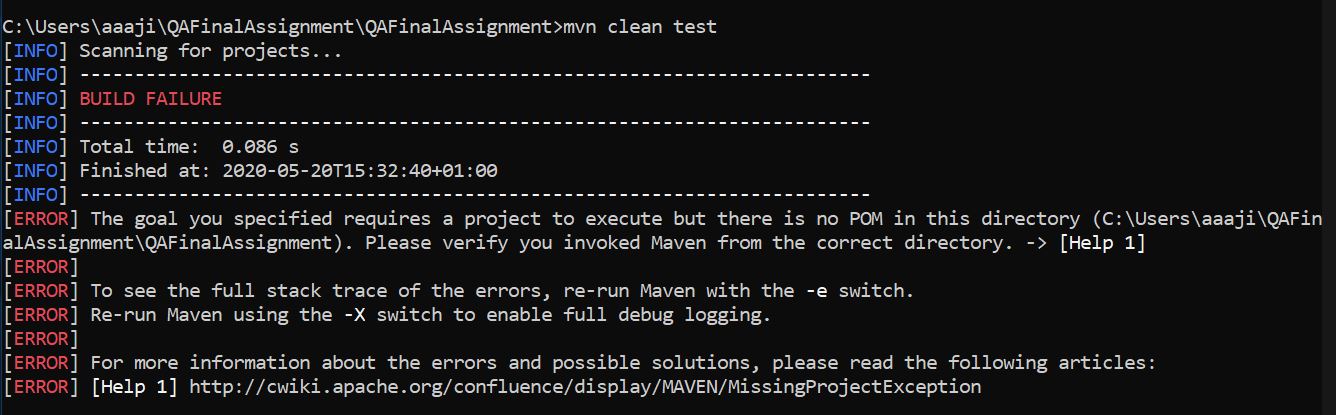 C:\Users\aaaji\QAFinalAssignment\QAFinalAssignment>mvn clean test
[INFO] Scanning for projects...
[INFO] ------------------------------------------------------------------------
[INFO] BUILD FAILURE
[INFO] ------------------------------------------------------------------------
[INFO] Total time:  0.086 s
[INFO] Finished at: 2020-05-20T15:32:40+01:00
[INFO] ------------------------------------------------------------------------
[ERROR] The goal you specified requires a project to execute but there is no POM in this directory (C:\Users\aaaji\QAFin
alAssignment\QAFinalAssignment). Please verify you invoked Maven from the correct directory. -> [Help 1]
[ERROR]
[ERROR] To see the full stack trace of the errors, re-run Maven with the -e switch.
[ERROR] Re-run Maven using the -X switch to enable full debug logging.
[ERROR]
[ERROR] For more information about the errors and possible solutions, please read the following articles:
[ERROR] [Help 1] http://cwiki.apache.org/confluence/display/MAVEN/MissingProjectException